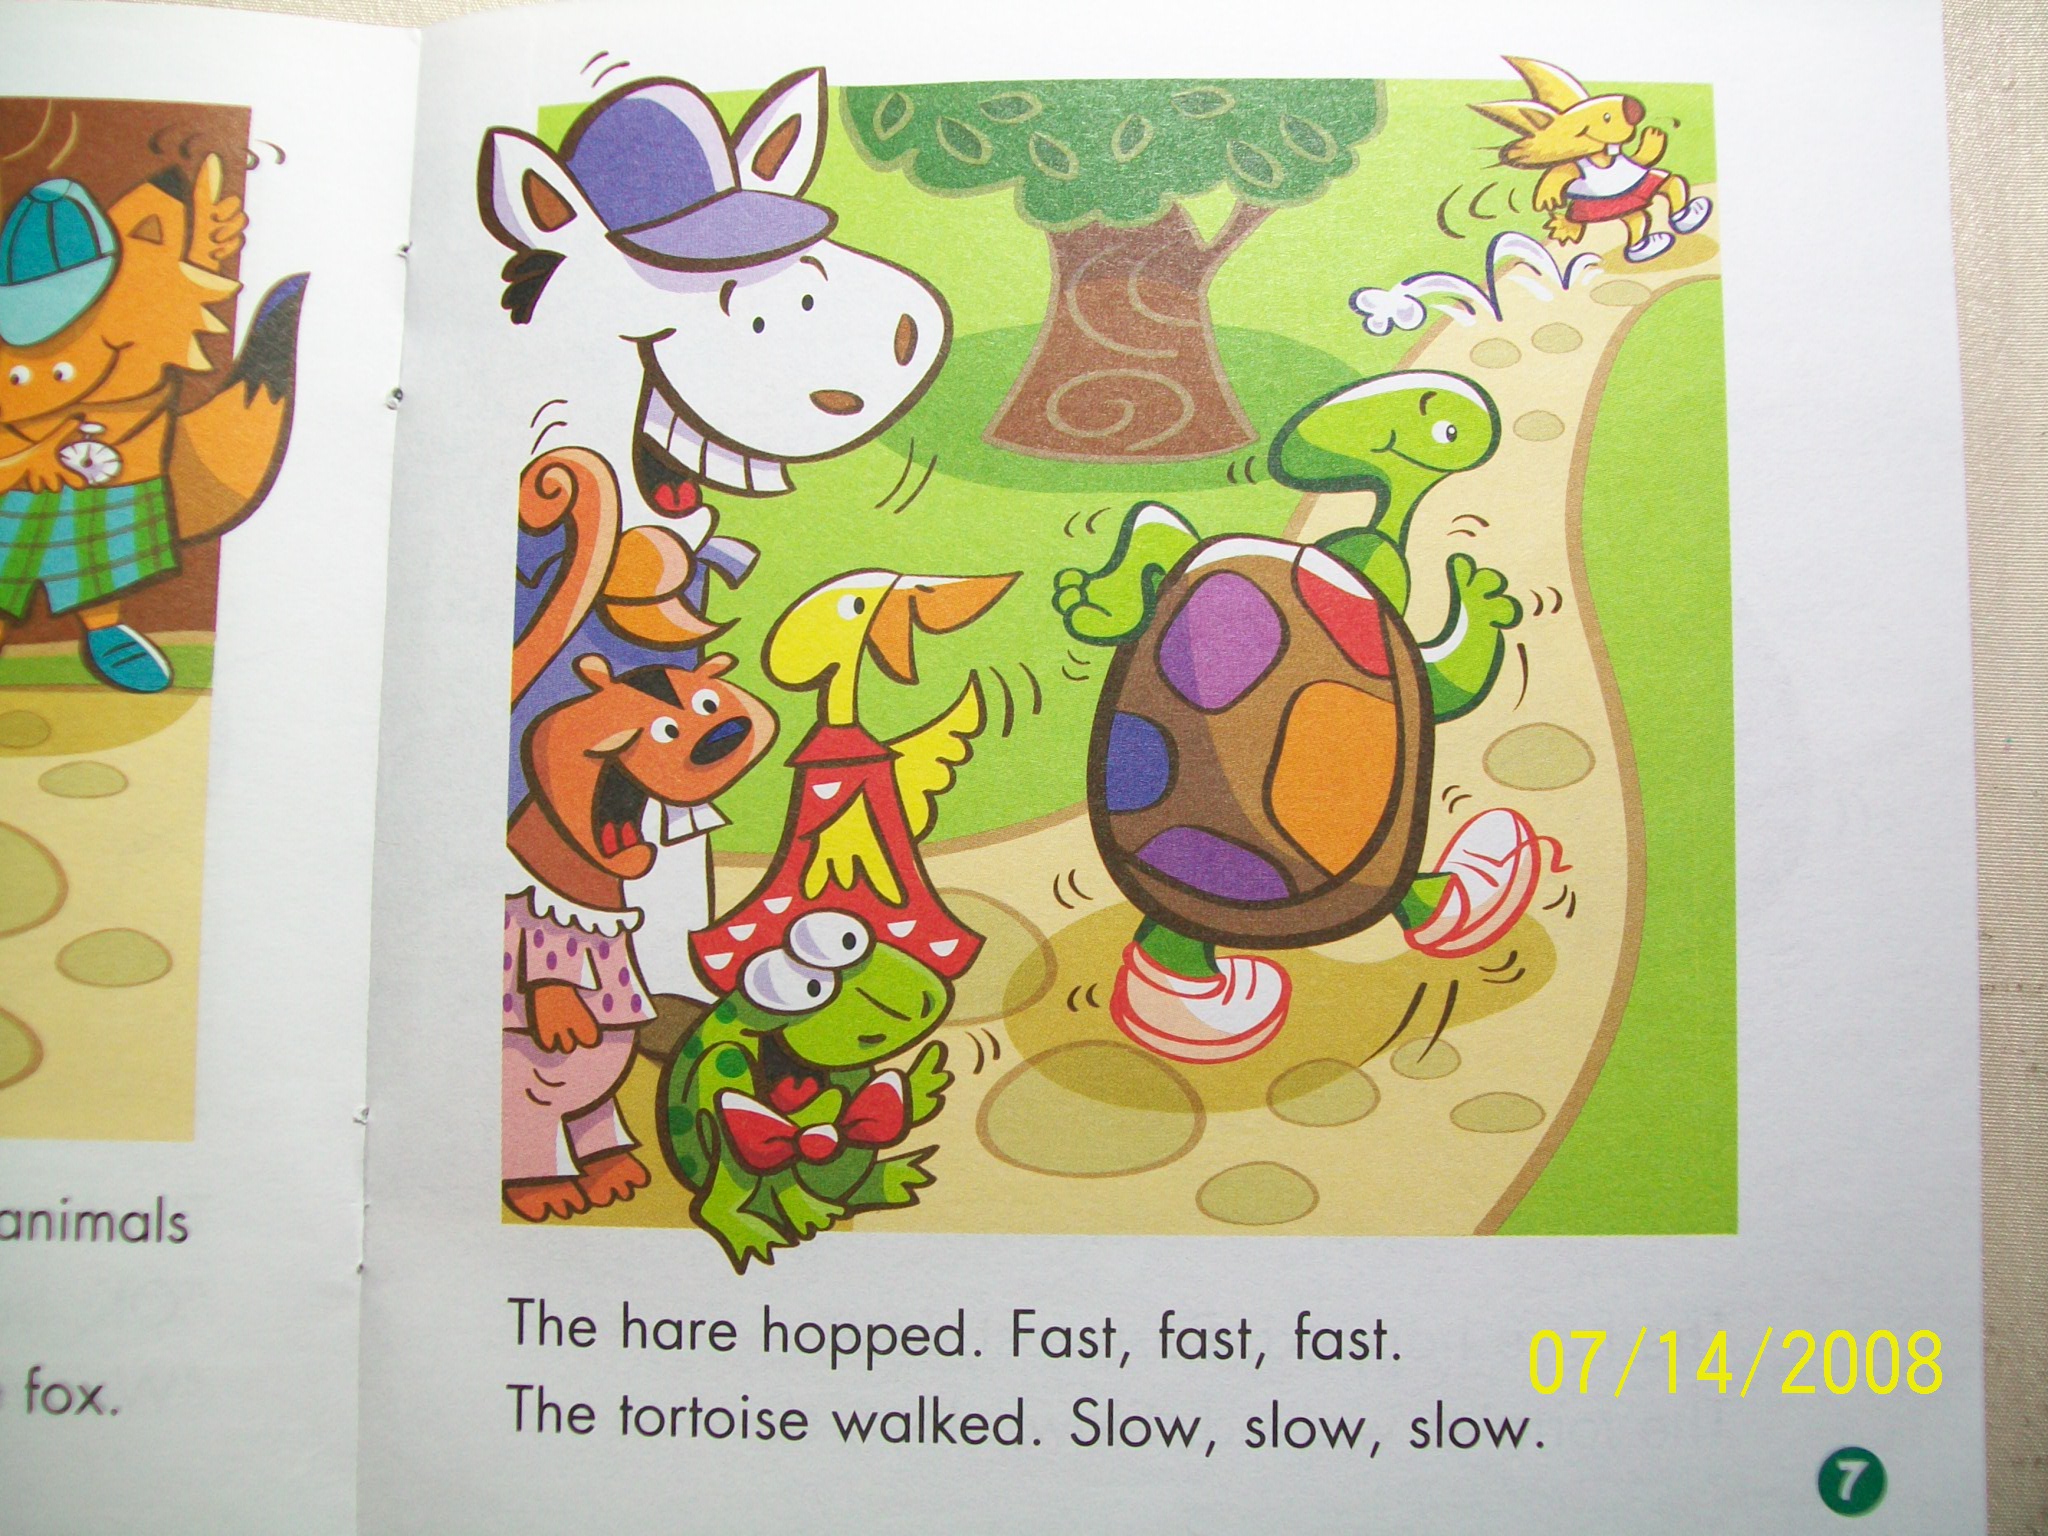 animals
fox.
The hare hopped. Fast, fast, fast.
The tortoise walked. Slow, slow, slow.
07/14/2008
7